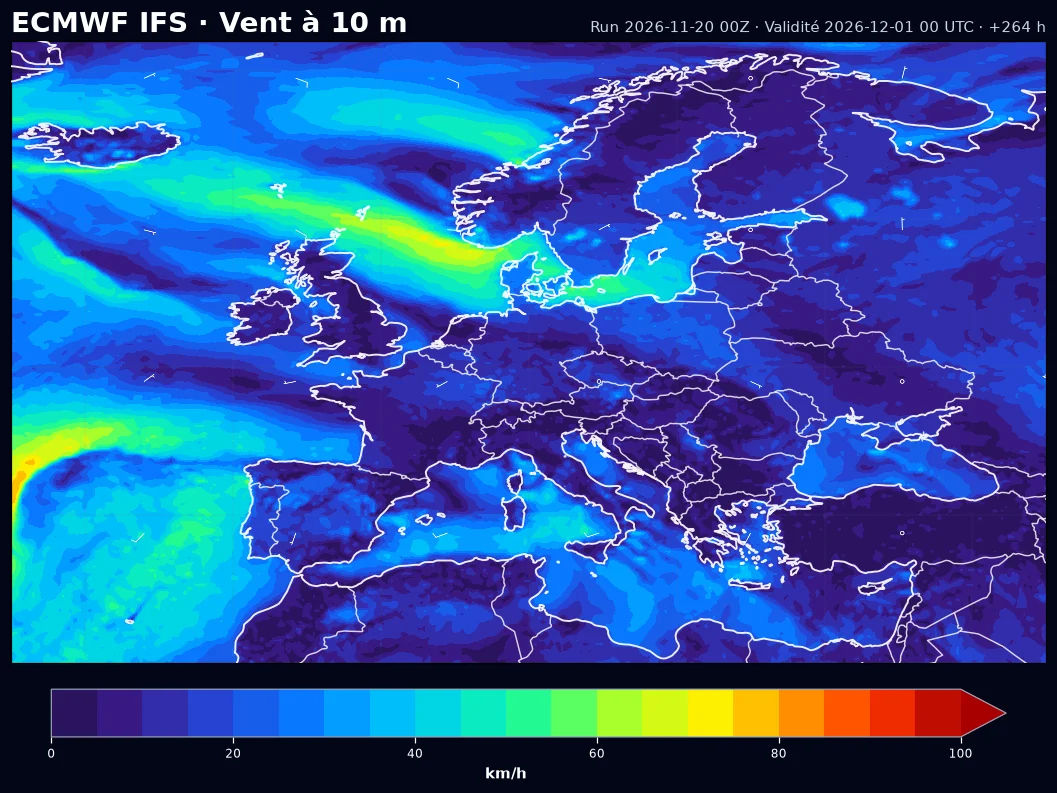 ECMWF IFS · Vent à 10 m
Run 2026-11-20 00Z · Validité 2026-12-01 00 UTC · +264 h
0 20 40 60 80 100
km/h